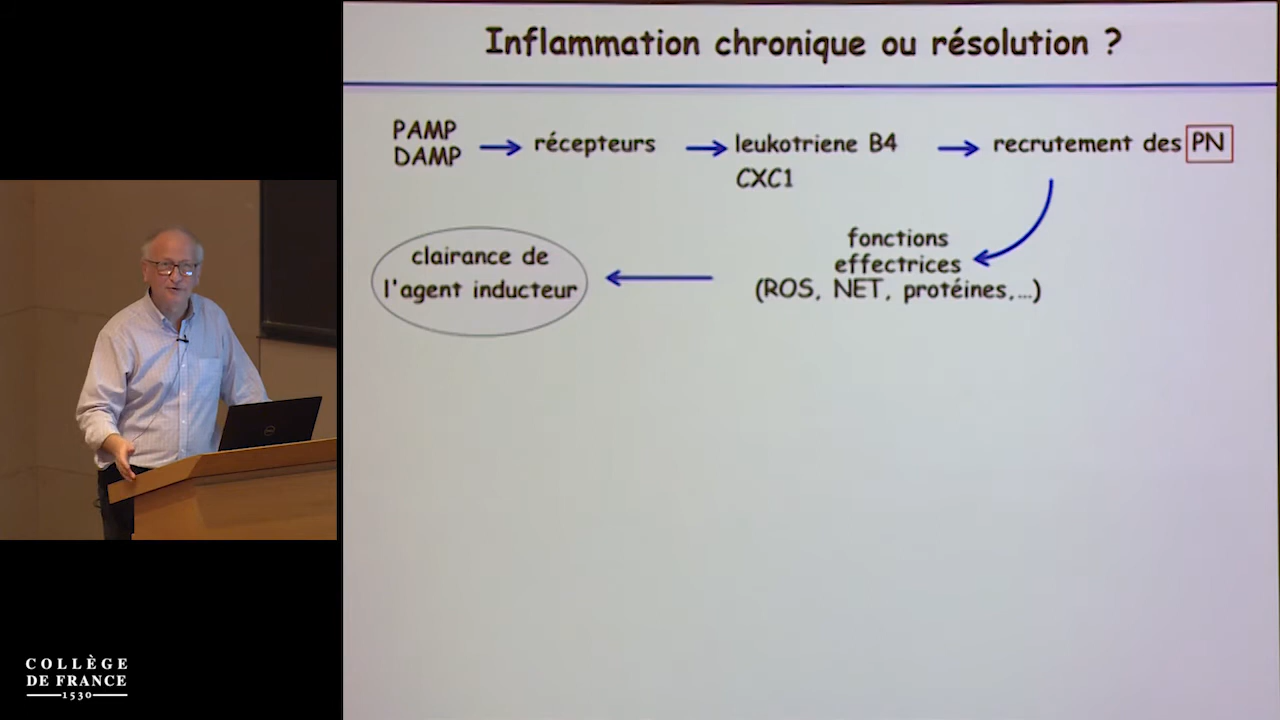 Inflammation chronique ou résolution ?
PAMP
DAMP
récepteurs
leukotriene B4
CXC1
recrutement des PN
fonctions
effectrices
(ROS, NET, protéines,...)
clairance de
l'agent inducteur
COLLÈGE
DE FRANCE
1530